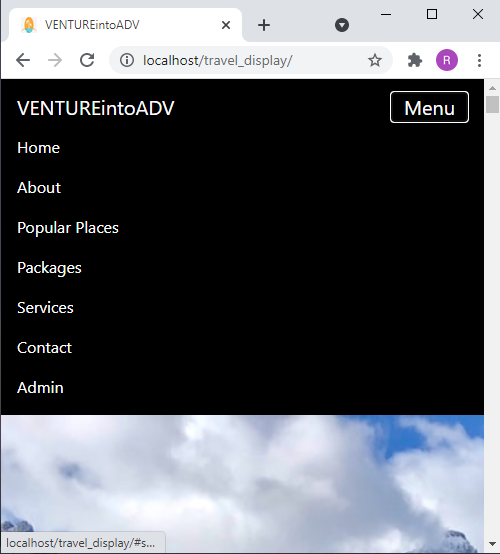 VENTUREintoADV
localhost/travel_display/
R
VENTUREintoADV
Menu
Home
About
Popular Places
Packages
Services
Contact
Admin
localhost/travel_display/#s...